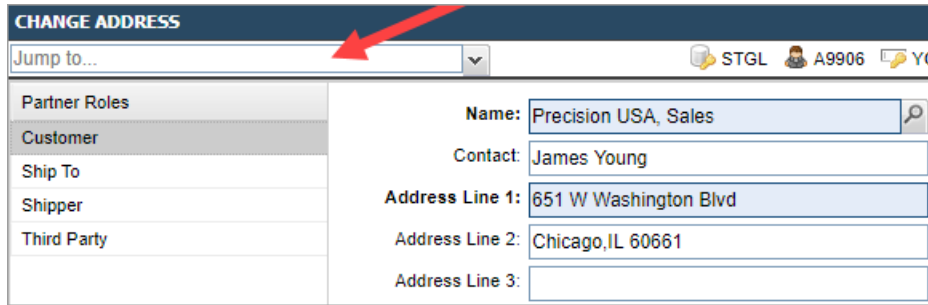 CHANGE ADDRESS
Jump to...
STGL A9906
Partner Roles
Customer
Ship To
Shipper
Third Party
Name: Precision USA, Sales
Contact: James Young
Address Line 1: 651 W Washington Blvd
Address Line 2: Chicago,IL 60661
Address Line 3: